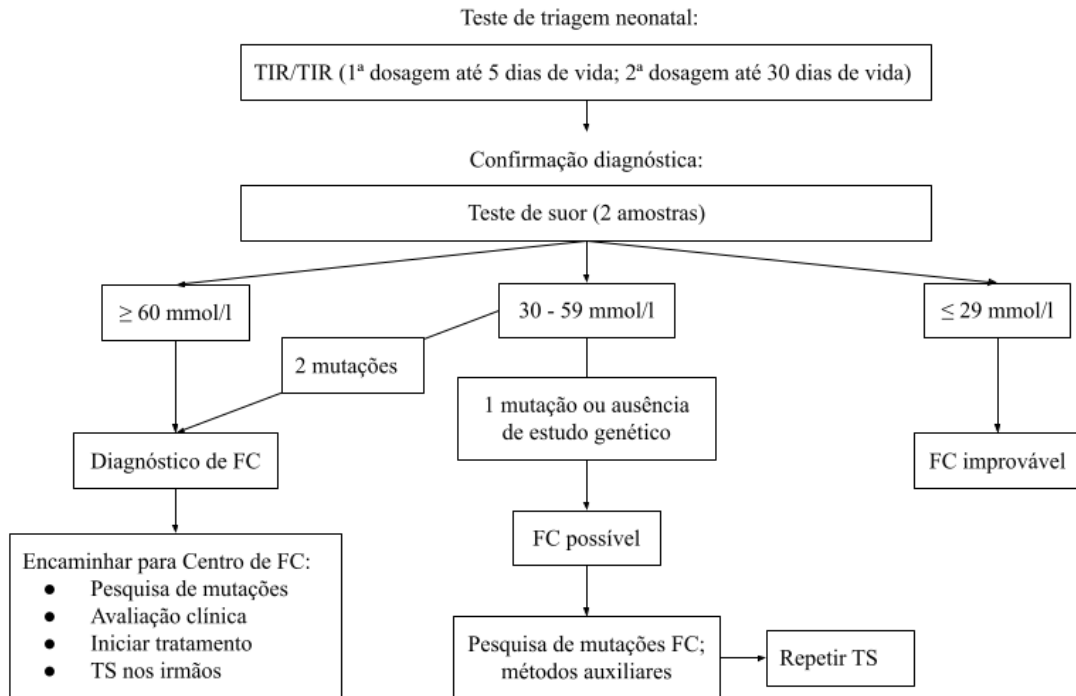 Teste de triagem neonatal:
TIR/TIR (1ª dosagem até 5 dias de vida; 2ª dosagem até 30 dias de vida)
Confirmação diagnóstica:
Teste de suor (2 amostras)
≥ 60 mmol/l
30 - 59 mmol/l
≤ 29 mmol/l
2 mutações
1 mutação ou ausência
de estudo genético
Diagnóstico de FC
FC improvável
FC possível
Encaminhar para Centro de FC:
● Pesquisa de mutações
● Avaliação clínica
● Iniciar tratamento
● TS nos irmãos
Pesquisa de mutações FC;
métodos auxiliares
Repetir TS